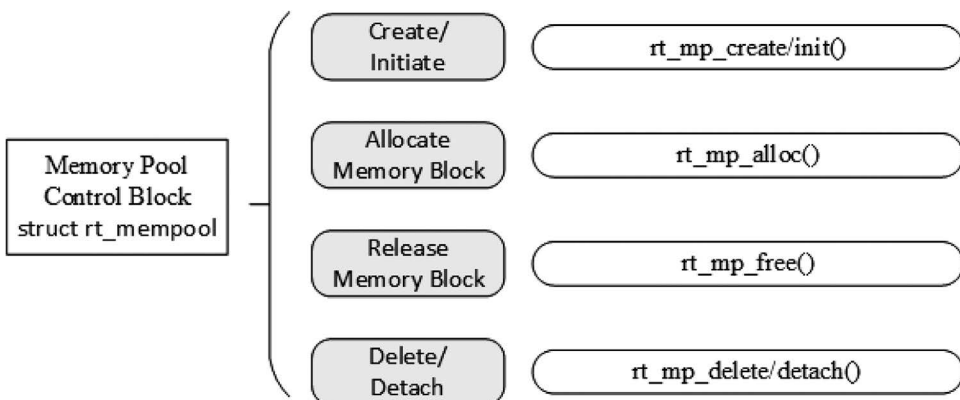 Memory Pool
Control Block
struct rt_mempool
Create/
Initiate
rt_mp_create/init()
Allocate
Memory Block
rt_mp_alloc()
Release
Memory Block
rt_mp_free()
Delete/
Detach
rt_mp_delete/detach()